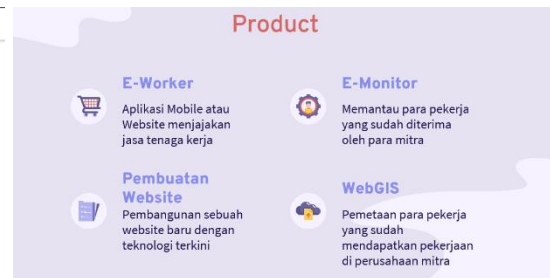 Product
E-Worker
Aplikasi Mobile atau
Website menjajakan
jasa tenaga kerja
E-Monitor
Memantau para pekerja
yang sudah diterima
oleh para mitra
Pembuatan
Website
Pembangunan sebuah
website baru dengan
teknologi terkini
WebGIS
Pemetaan para pekerja
yang sudah
mendapatkan pekerjaan
di perusahaan mitra